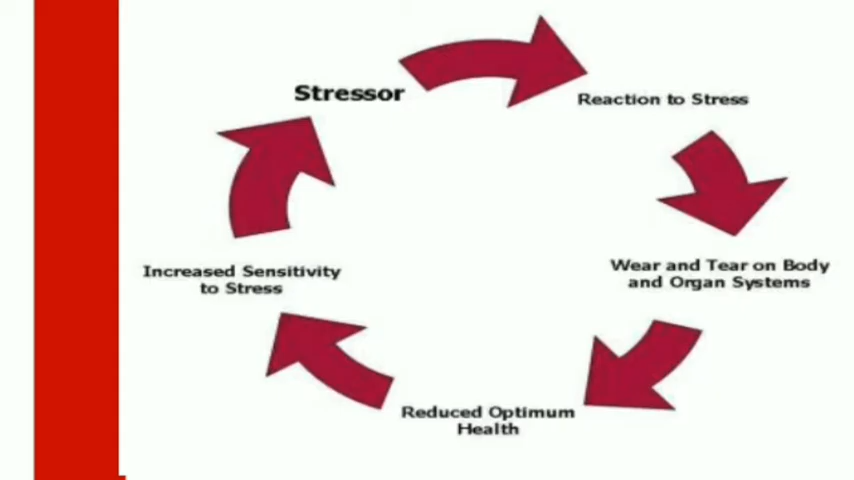 Stressor
Reaction to Stress
Wear and Tear on Body
and Organ Systems
Reduced Optimum
Health
Increased Sensitivity
to Stress